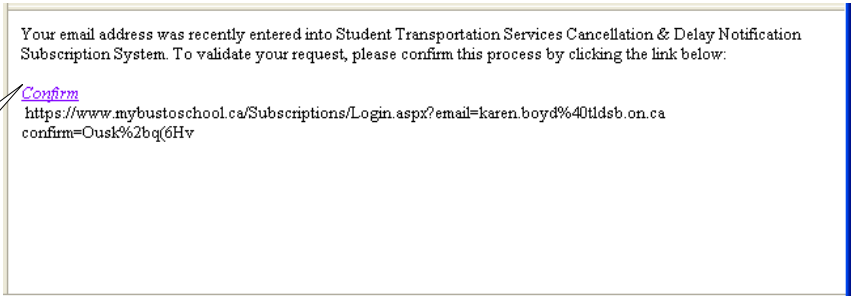 Your email address was recently entered into Student Transportation Services Cancellation & Delay Notification
Subscription System. To validate your request, please confirm this process by clicking the link below:
Confirm
https://www.mybustoschool.ca/Subscriptions/Login.aspx?email=karen.boyd%40tldsb.on.ca
confirm=Ousk%2bq(6Hv